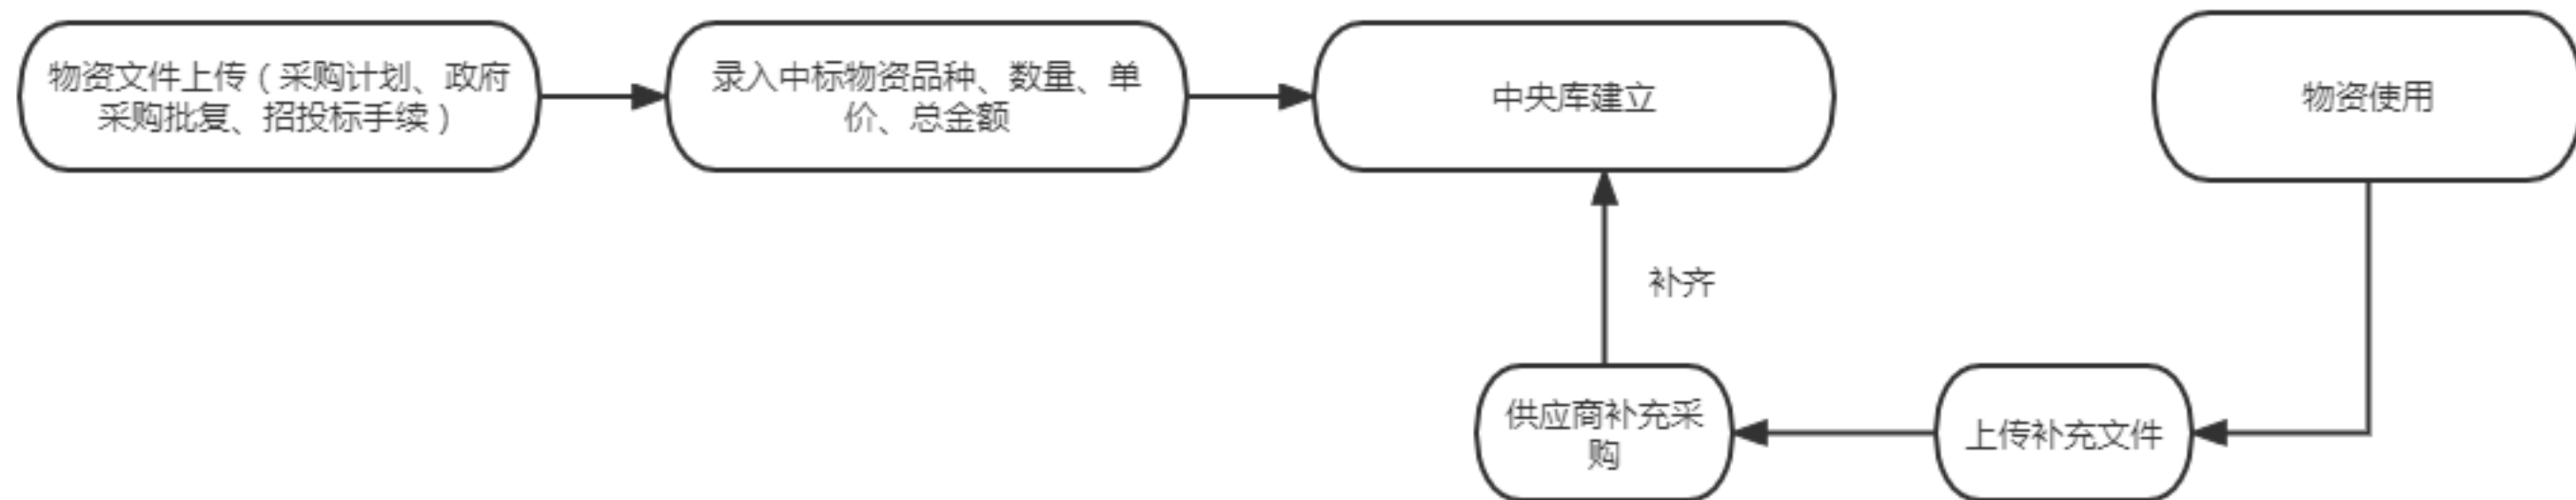 物资文件上传（采购计划、政府
采购批复、招投标手续）
录入中标物资品种、数量、单
价、总金额
中央库建立
物资使用
补齐
供应商补充采
购
上传补充文件